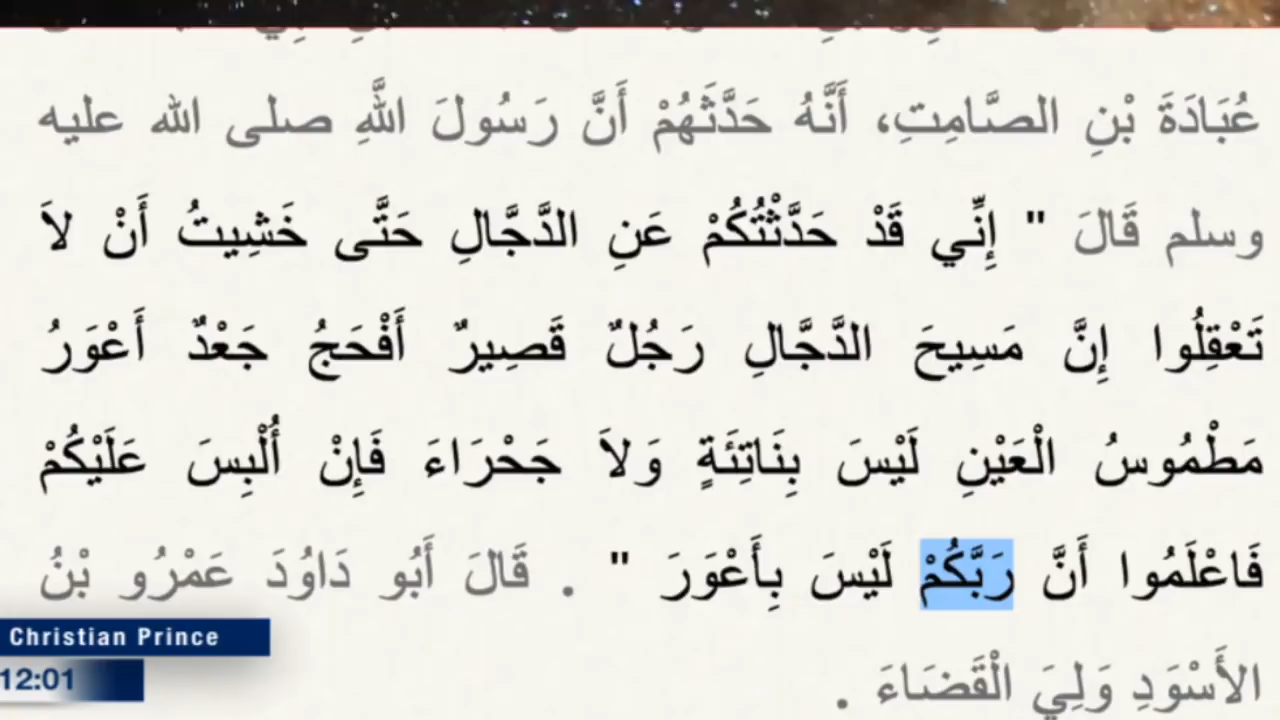 عُبَادَةَ بْنِ الصَّامِتِ، أَنَّهُ حَدَّثَهُمْ أَنَّ رَسُولَ اللَّهِ صلى الله عليه
وسلم قَالَ " إِنِّي قَدْ حَدَّثْتُكُمْ عَنِ الدَّجَّالِ حَتَّى خَشِيتُ أَنْ لاَ
تَعْقِلُوا إِنَّ مَسِيحَ الدَّجَّالِ رَجُلٌ قَصِيرٌ أَفْحَجُ جَعْدٌ أَعْوَرُ
مَطْمُوسُ الْعَيْنِ لَيْسَ بِنَاتِئَةٍ وَلاَ جَحْرَاءَ فَإِنْ أُلْبِسَ عَلَيْكُمْ
فَاعْلَمُوا أَنَّ رَبَّكُمْ لَيْسَ بِأَعْوَرَ " . قَالَ أَبُو دَاوُدَ عَمْرُو بْنُ
الأَسْوَدِ وَلِيَ الْقَضَاءَ .
Christian Prince
12:01